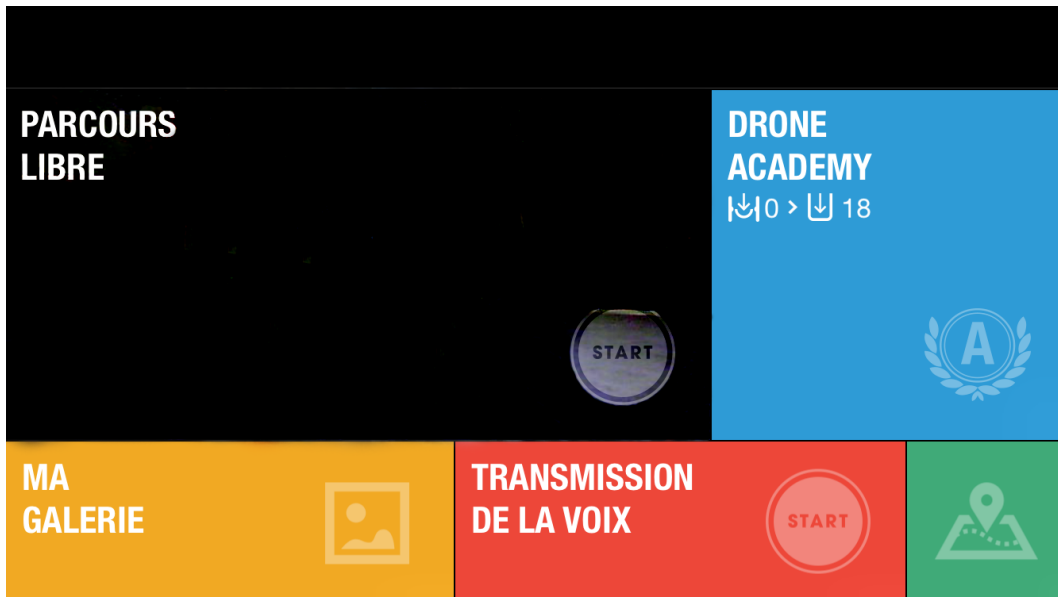 PARCOURS
LIBRE
START
DRONE
ACADEMY
0 > 18
A
MA
GALERIE
TRANSMISSION
DE LA VOIX
START